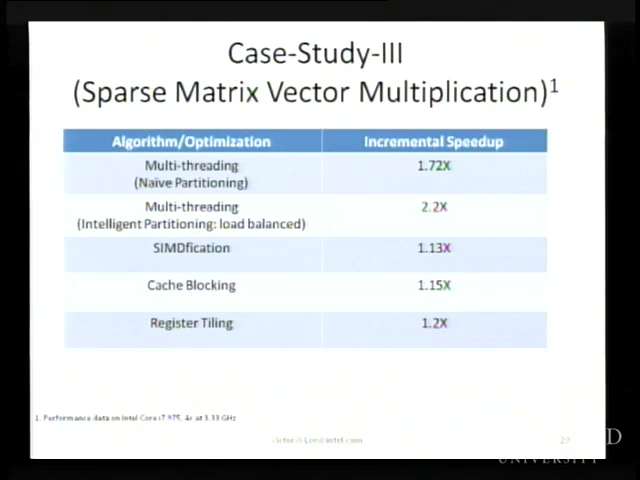 Case-Study-III
(Sparse Matrix Vector Multiplication)1
Algorithm/Optimization Incremental Speedup
Multi-threading 1.72X
(Naïve Partitioning)
Multi-threading 2.2X
(Intelligent Partitioning: load balanced)
SIMDfication 1.13X
Cache Blocking 1.15X
Register Tiling 1.2X
1. Performance data on Intel Core i7 975, 4c at 3.33 GHz
29
D
UNIVERSITY